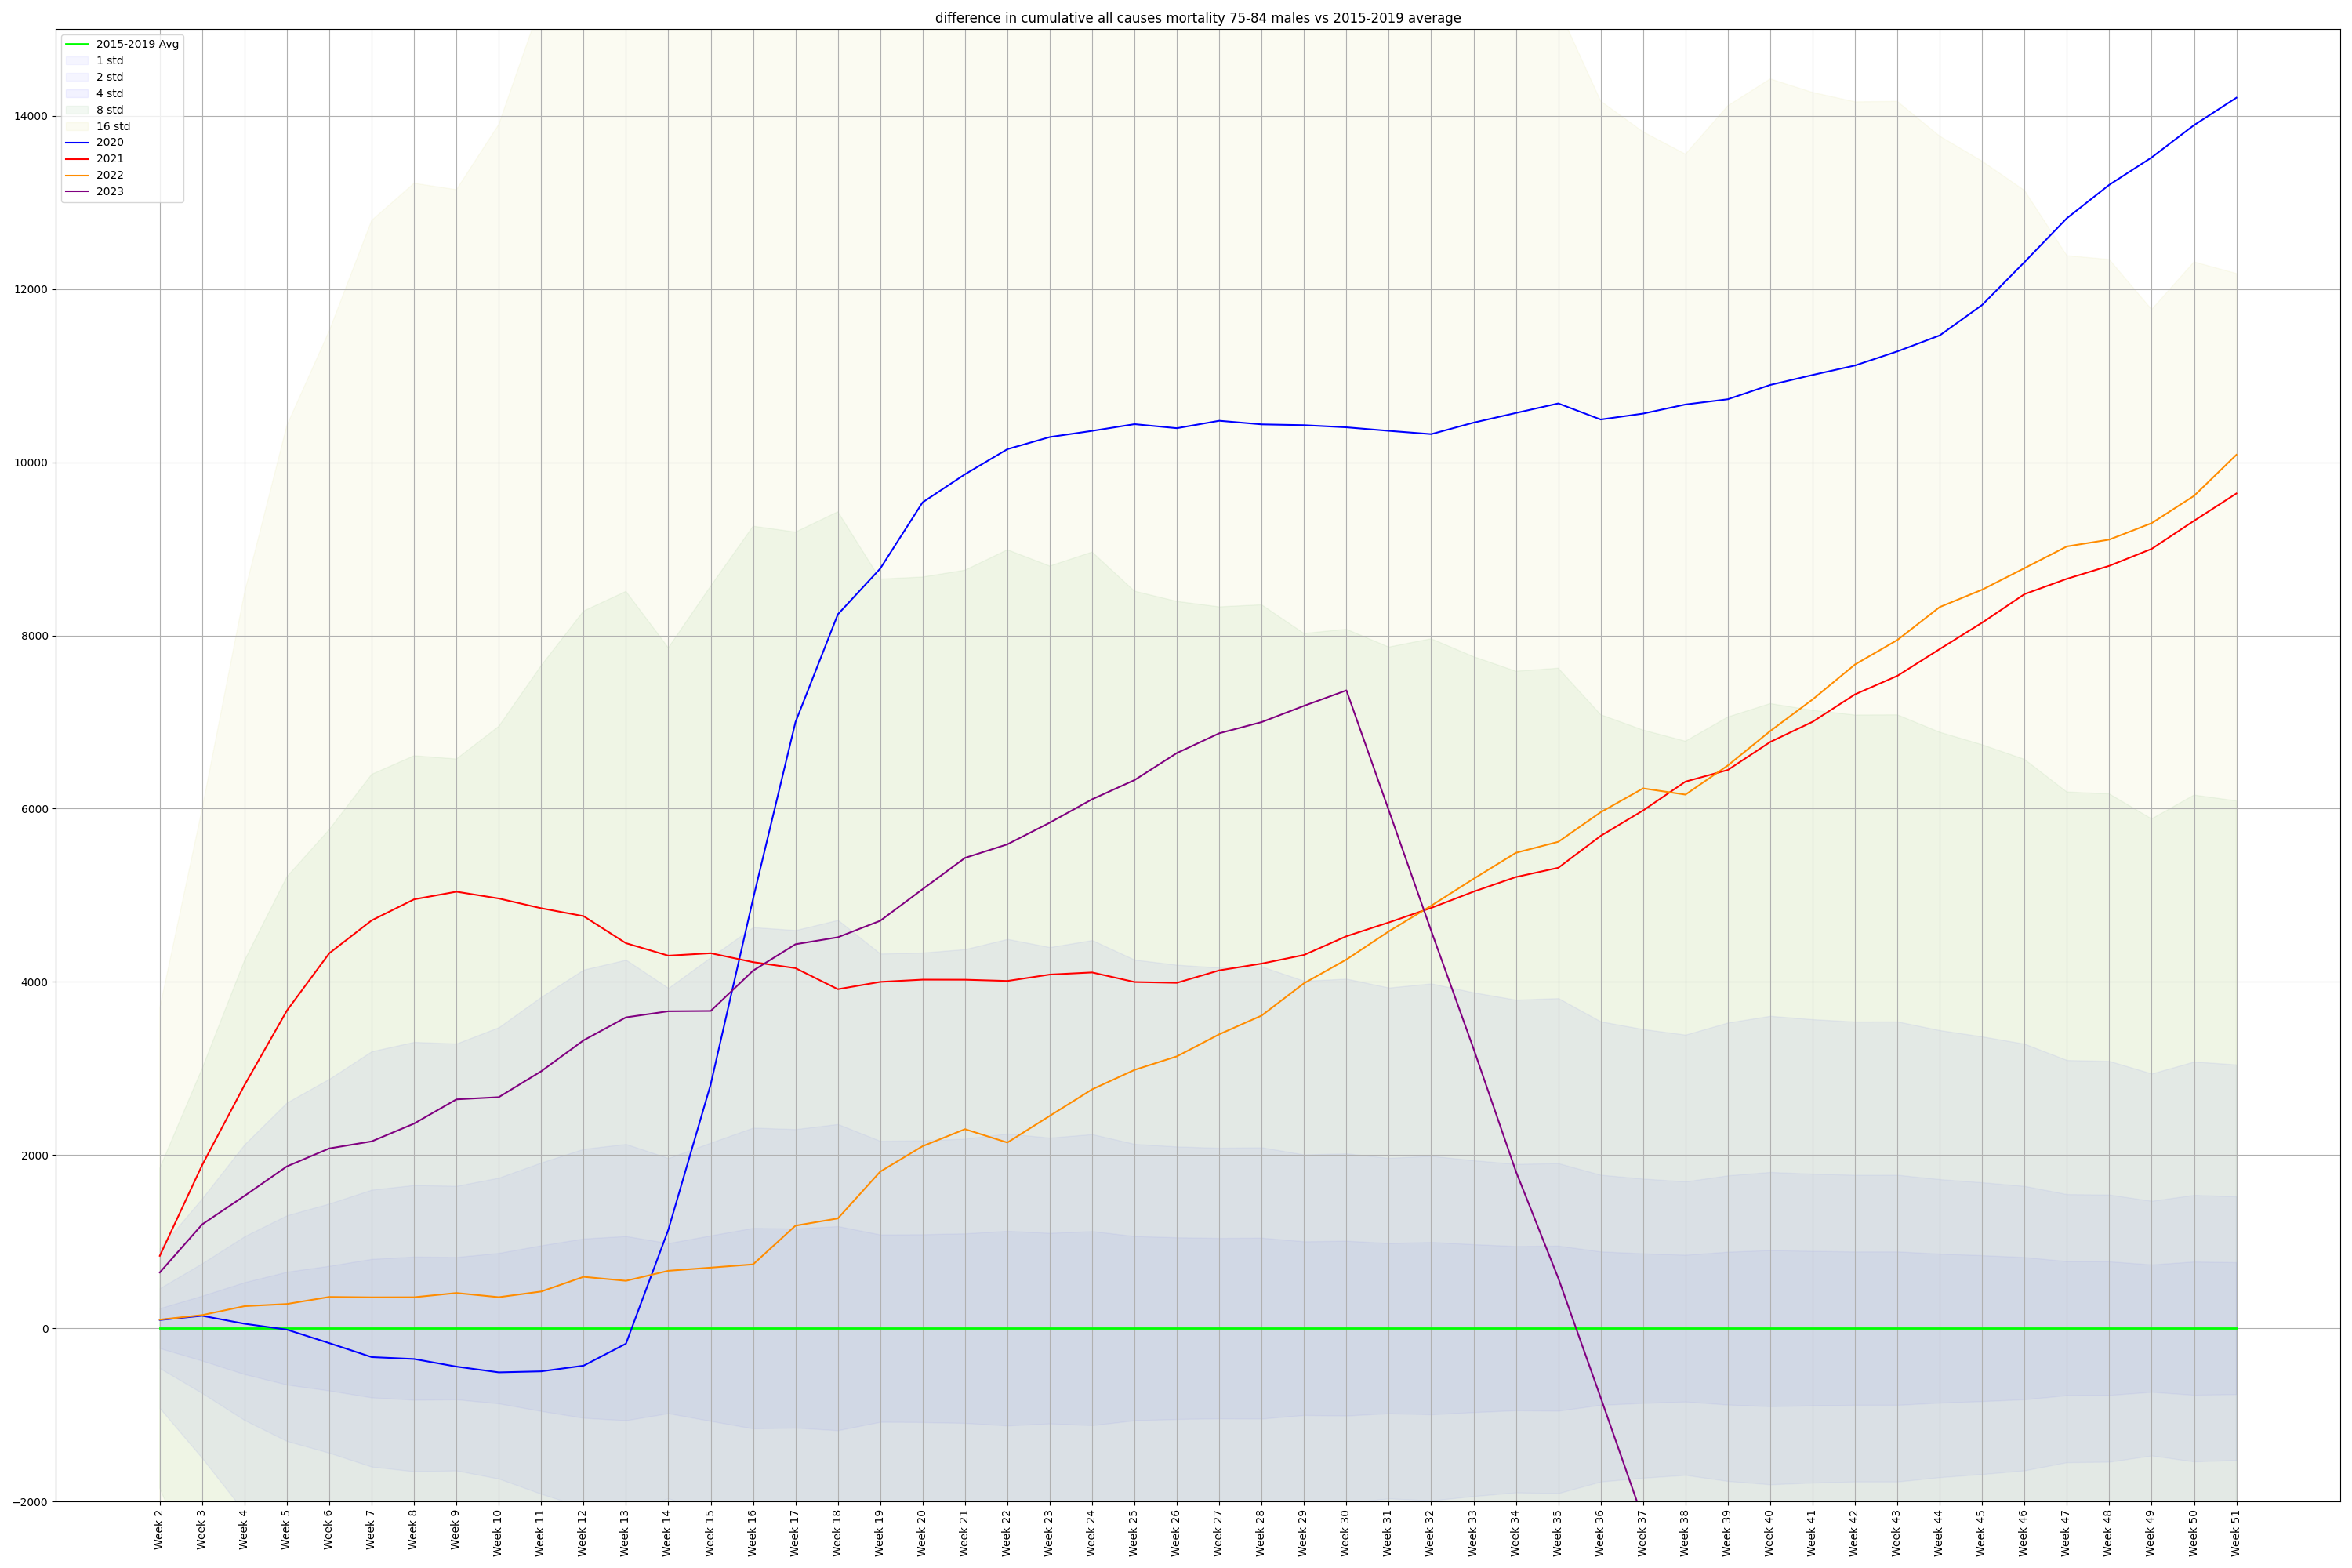 difference in cumulative all causes mortality 75-84 males vs 2015-2019 average
2015-2019 Avg
1 std
2 std
4 std
8 std
16 std
2020
2021
2022
2023
14000
12000
10000
8000
6000
4000
2000
0
−2000
Week 2
Week 3
Week 4
Week 5
Week 6
Week 7
Week 8
Week 9
Week 10
Week 11
Week 12
Week 13
Week 14
Week 15
Week 16
Week 17
Week 18
Week 19
Week 20
Week 21
Week 22
Week 23
Week 24
Week 25
Week 26
Week 27
Week 28
Week 29
Week 30
Week 31
Week 32
Week 33
Week 34
Week 35
Week 36
Week 37
Week 38
Week 39
Week 40
Week 41
Week 42
Week 43
Week 44
Week 45
Week 46
Week 47
Week 48
Week 49
Week 50
Week 51